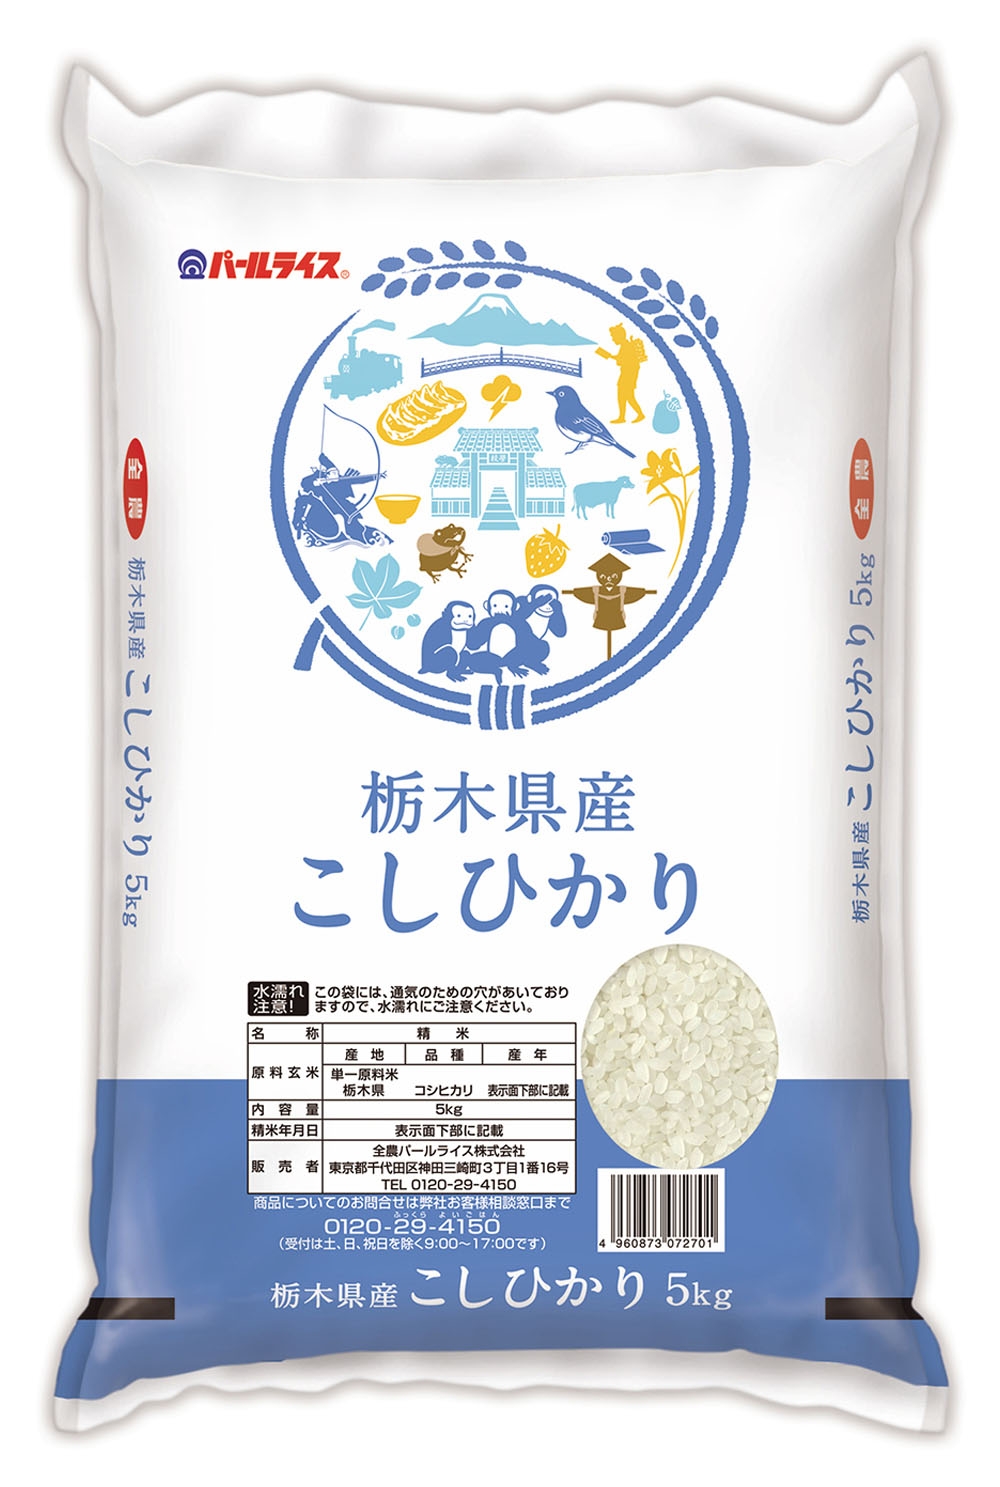 パールライス®
段屋
全農
栃木県産 こしひかり 5kg
全農
栃木県産 こしひかり 5kg
栃木県産
こしひかり
水濡れ
注意!
この袋には、通気のための穴があいており
ますので、水濡れにご注意ください。
名称 精米
原料玄米 産地 品種 産年
単一原料米
栃木県 コシヒカリ 表示面下部に記載
内容量 5kg
精米年月日 表示面下部に記載
販売者 全農パールライス株式会社
東京都千代田区神田三崎町3丁目1番16号
TEL 0120-29-4150
商品についてのお問合せは弊社お客様相談窓口まで
ふっくら よいごはん
0120-29-4150
(受付は土、日、祝日を除く9:00〜17:00です)
4 960873 072701
栃木県産 こしひかり 5kg